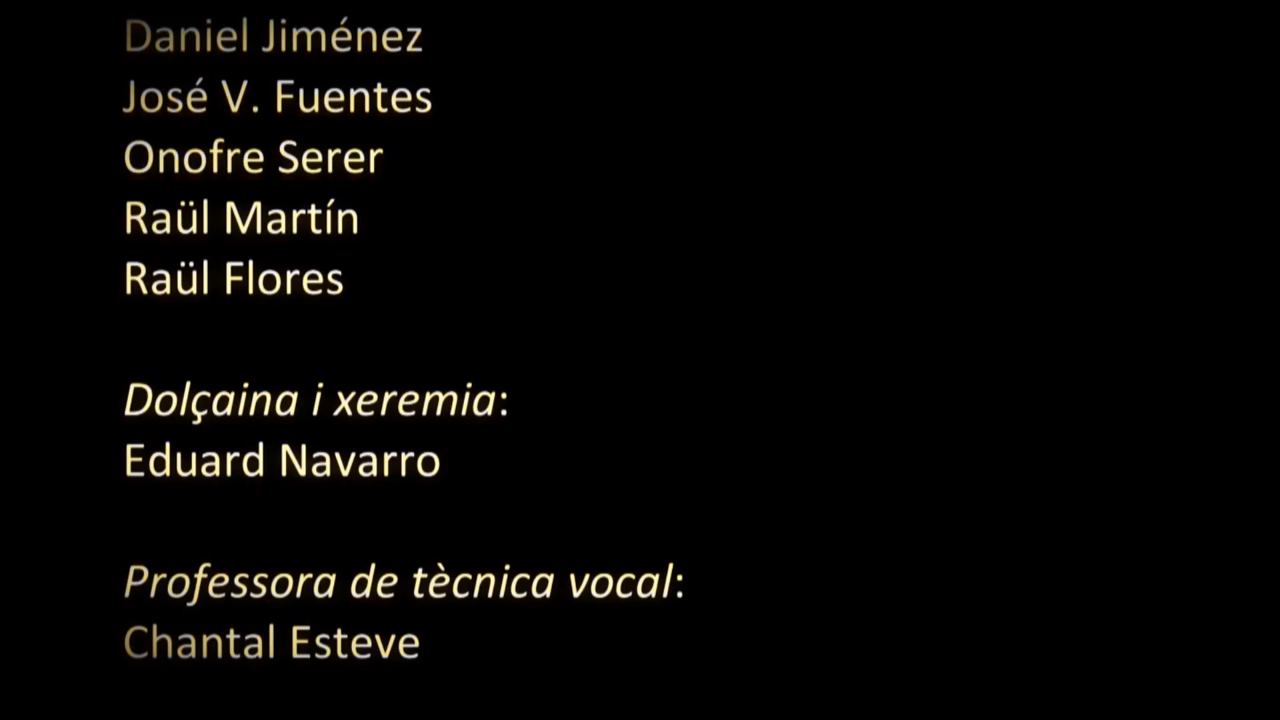 Daniel Jiménez
José V. Fuentes
Onofre Serer
Raül Martín
Raül Flores
Dolçaina i xeremia:
Eduard Navarro
Professora de tècnica vocal:
Chantal Esteve